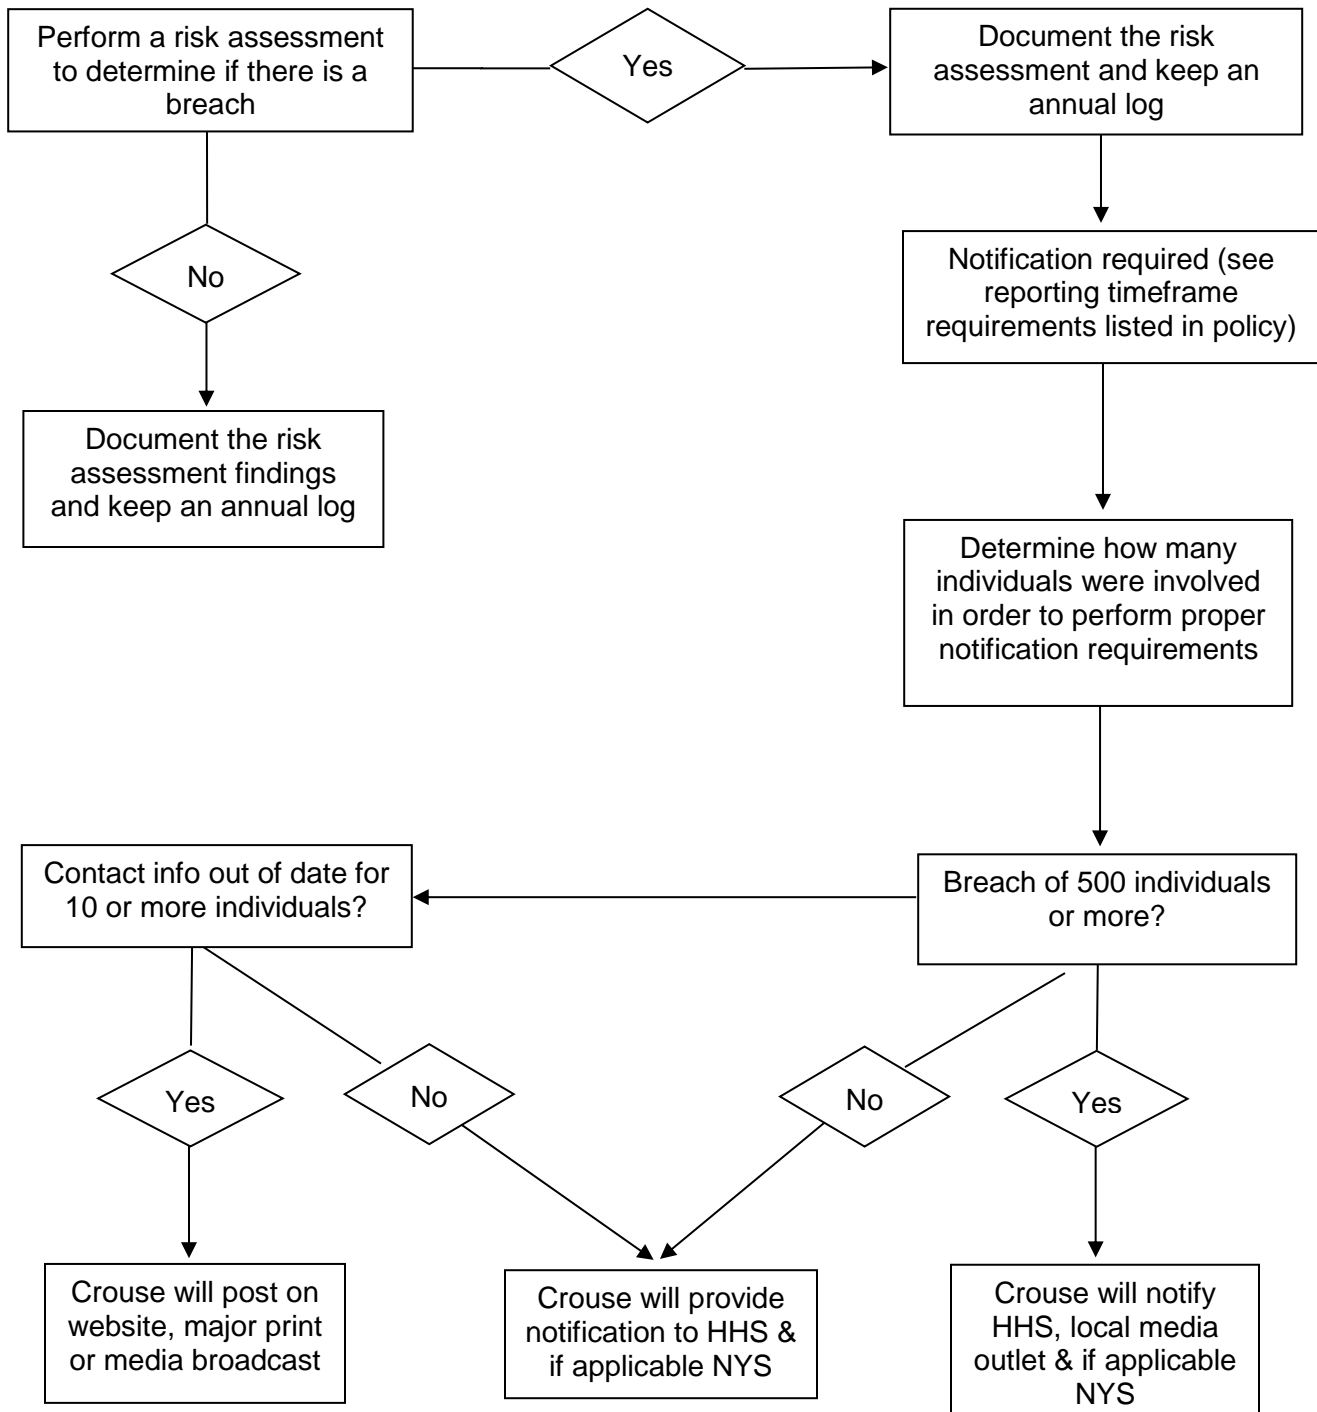 Perform a risk assessment
to determine if there is a
breach
Yes
Document the risk
assessment and keep an
annual log
No
Notification required (see
reporting timeframe
requirements listed in policy)
Document the risk
assessment findings
and keep an annual log
Determine how many
individuals were involved
in order to perform proper
notification requirements
Contact info out of date for
10 or more individuals?
Breach of 500 individuals
or more?
Yes
No
No
Yes
Crouse will post on
website, major print
or media broadcast
Crouse will provide
notification to HHS &
if applicable NYS
Crouse will notify
HHS, local media
outlet & if applicable
NYS